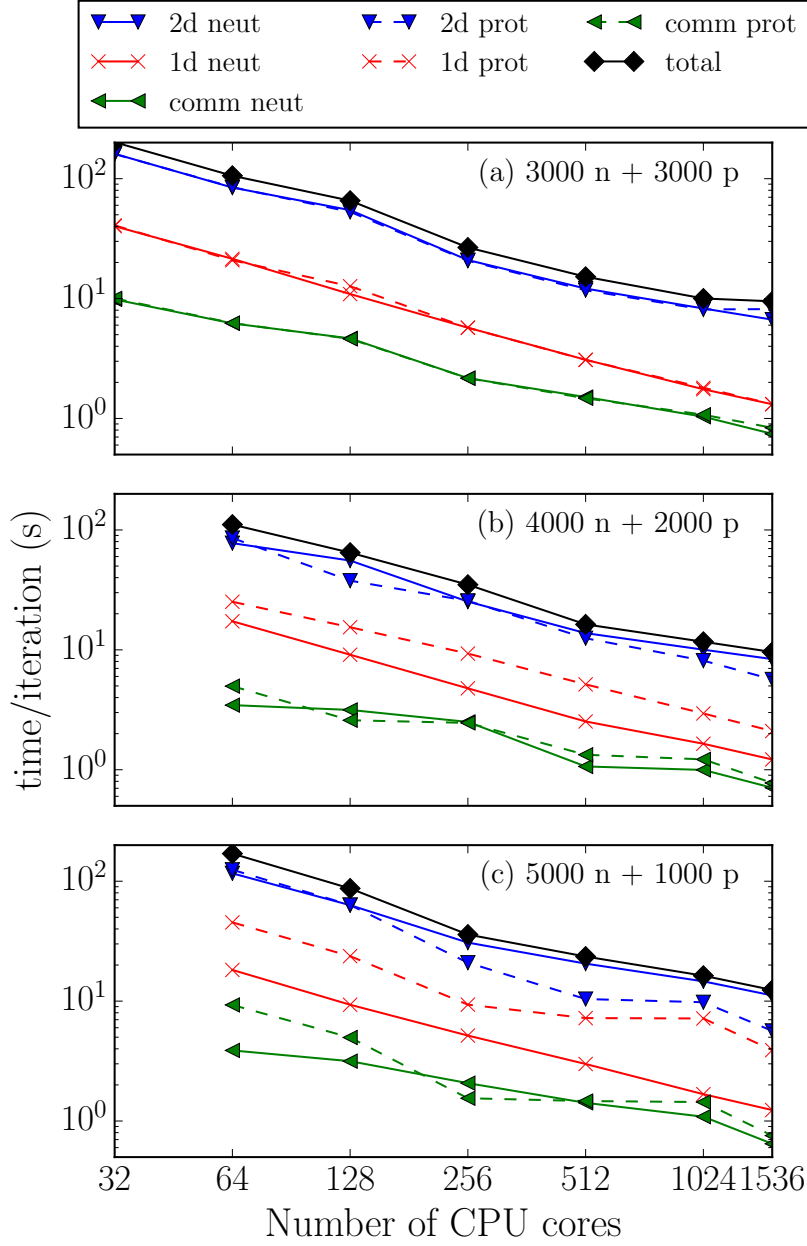 2d neut 2d prot comm prot
1d neut 1d prot total
comm neut
(a) 3000 n + 3000 p
10^2
10^1
10^0
(b) 4000 n + 2000 p
10^2
10^1
10^0
time/iteration (s)
(c) 5000 n + 1000 p
10^2
10^1
10^0
32 64 128 256 512 1024 1536
Number of CPU cores